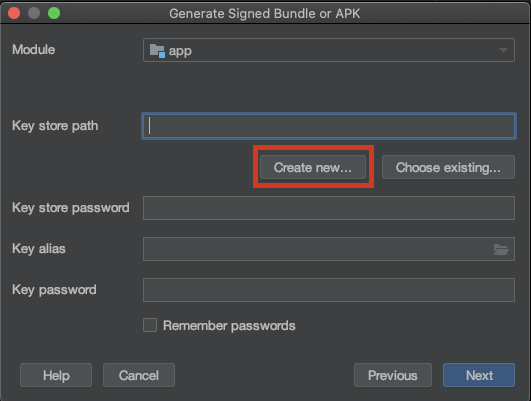 Generate Signed Bundle or APK
Module app
Key store path
Create new... Choose existing...
Key store password
Key alias
Key password
Remember passwords
Help Cancel Previous Next